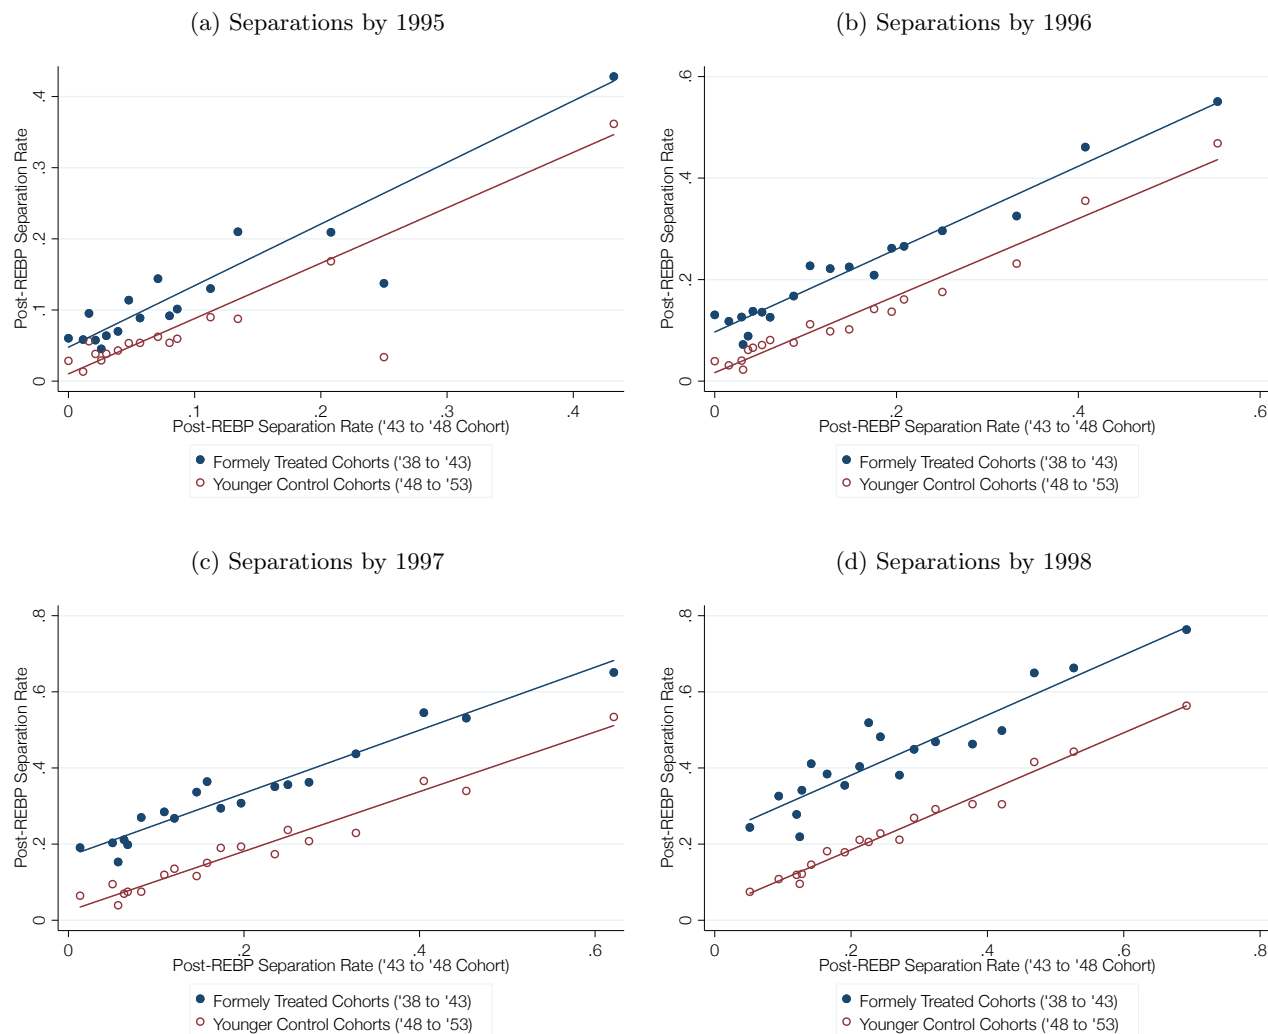 (a) Separations by 1995
Post-REBP Separation Rate
.4
.3
.2
.1
0
0 .1 .2 .3 .4
Post-REBP Separation Rate ('43 to '48 Cohort)
Formely Treated Cohorts ('38 to '43)
Younger Control Cohorts ('48 to '53)
(b) Separations by 1996
Post-REBP Separation Rate
.6
.4
.2
0
0 .2 .4 .6
Post-REBP Separation Rate ('43 to '48 Cohort)
Formely Treated Cohorts ('38 to '43)
Younger Control Cohorts ('48 to '53)
(c) Separations by 1997
Post-REBP Separation Rate
.8
.6
.4
.2
0
0 .2 .4 .6
Post-REBP Separation Rate ('43 to '48 Cohort)
Formely Treated Cohorts ('38 to '43)
Younger Control Cohorts ('48 to '53)
(d) Separations by 1998
Post-REBP Separation Rate
.8
.6
.4
.2
0
0 .2 .4 .6 .8
Post-REBP Separation Rate ('43 to '48 Cohort)
Formely Treated Cohorts ('38 to '43)
Younger Control Cohorts ('48 to '53)